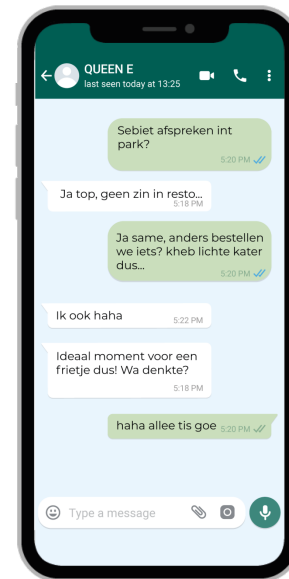 QUEEN E
last seen today at 13:25
Sebiet afspreken int
park?
5:20 PM
Ja top, geen zin in resto...
5:18 PM
Ja same, anders bestellen
we iets? kheb lichte kater
dus...
5:20 PM
Ik ook haha
5:22 PM
Ideaal moment voor een
frietje dus! Wa denkte?
5:18 PM
haha allee tis goe 5:20 PM
Type a message